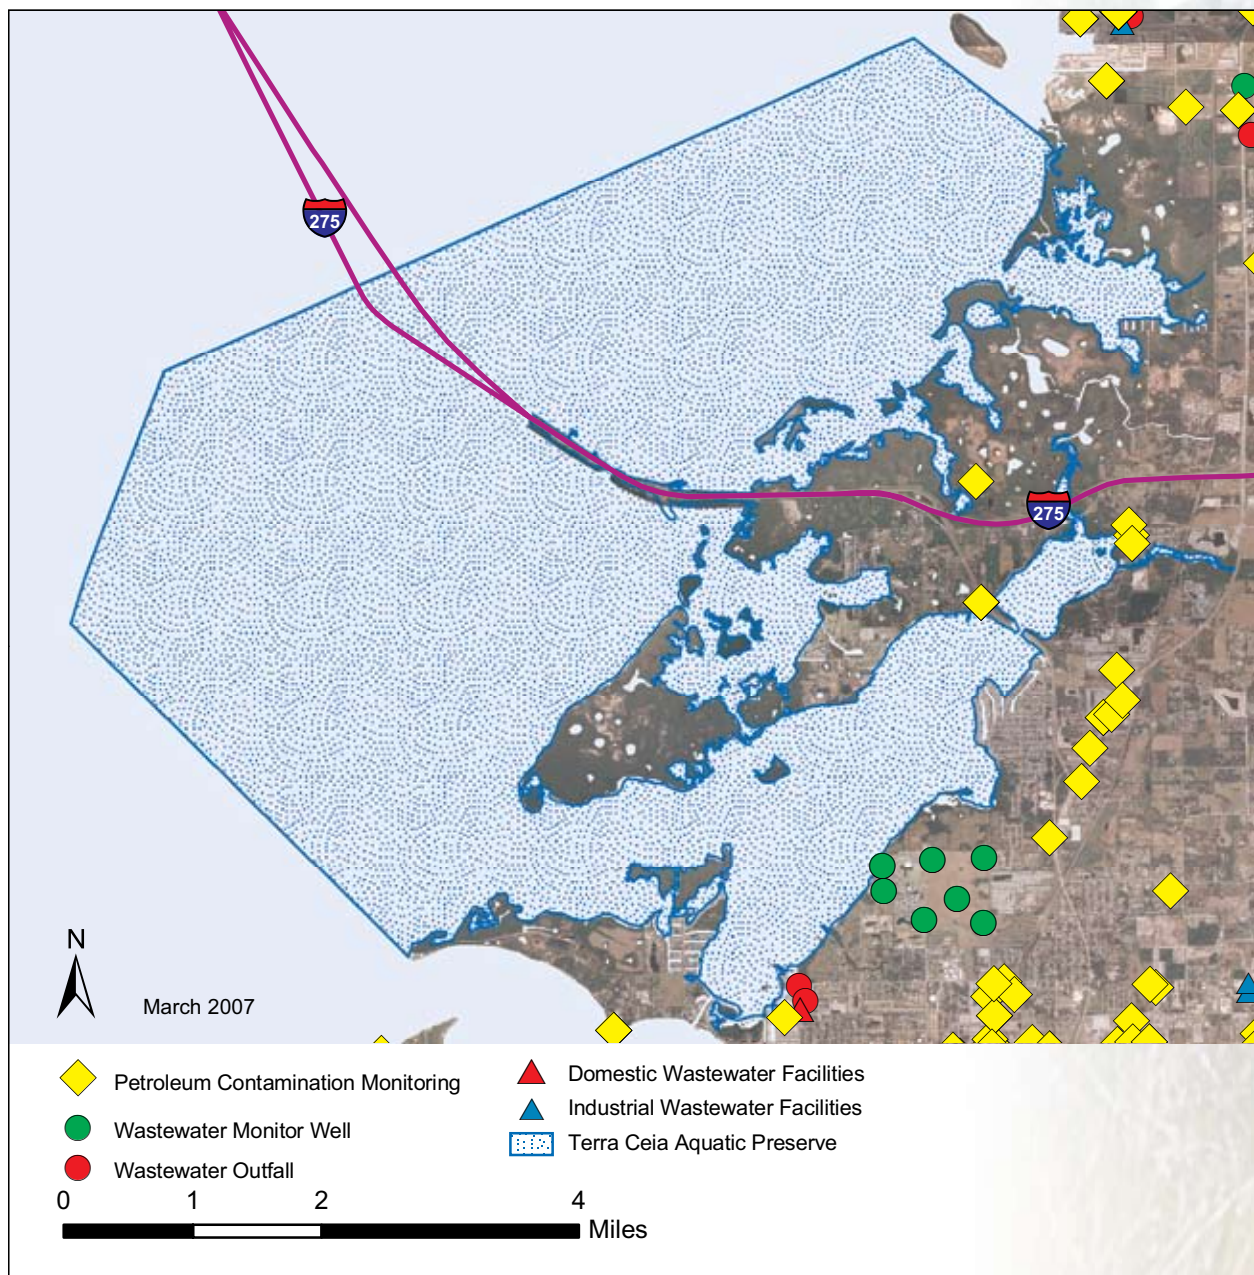 275
275
N
March 2007
Petroleum Contamination Monitoring
Wastewater Monitor Well
Wastewater Outfall
Domestic Wastewater Facilities
Industrial Wastewater Facilities
Terra Ceia Aquatic Preserve
0 1 2 4
Miles